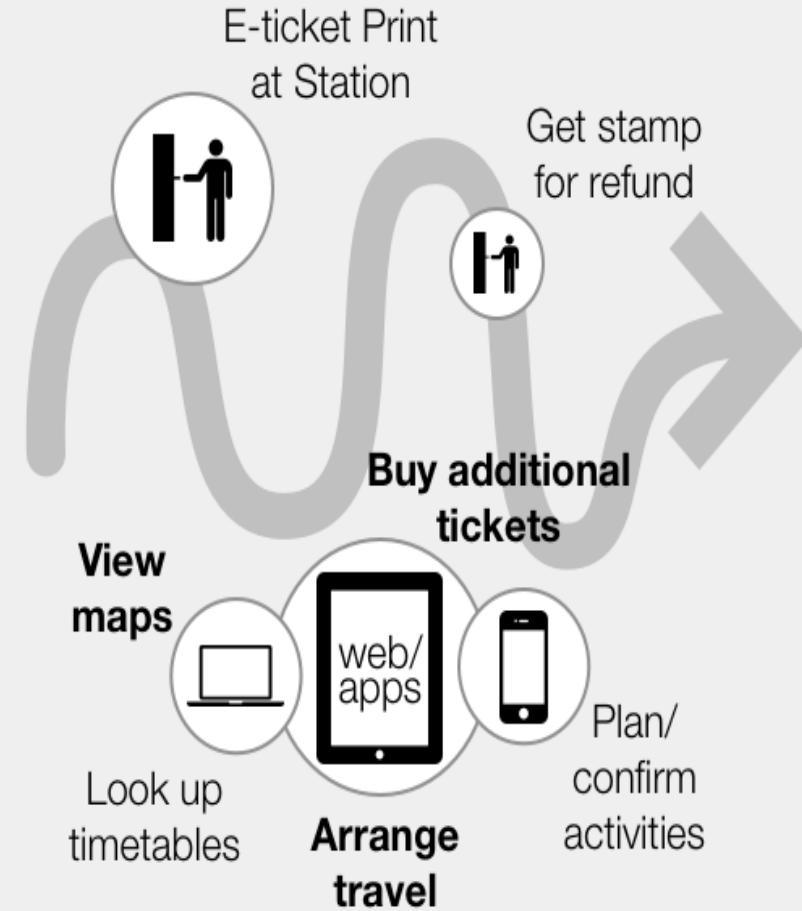 E-ticket Print
at Station
Get stamp
for refund
Buy additional
tickets
View
maps
web/
apps
Plan/
confirm
activities
Look up
timetables
Arrange
travel